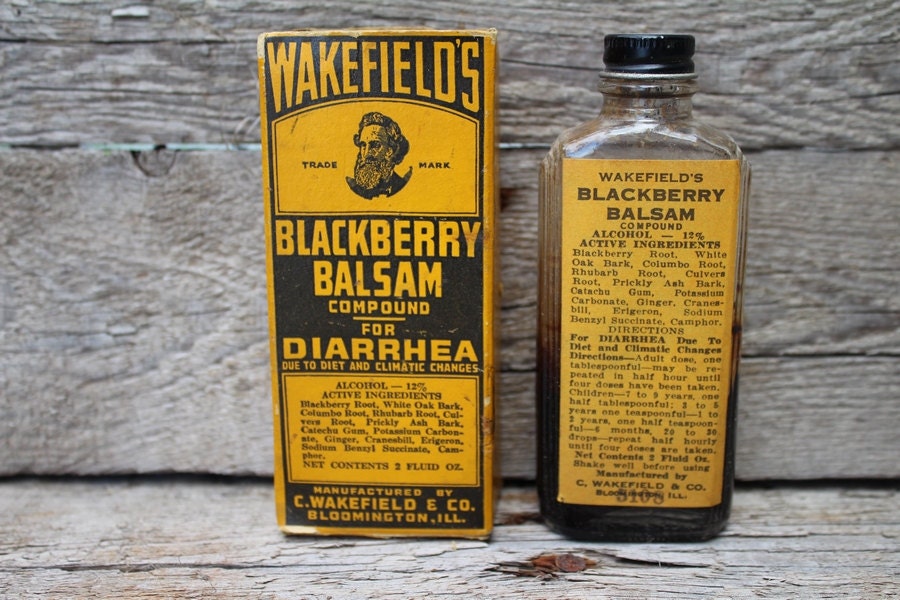 WAKEFIELD'S
TRADE MARK
BLACKBERRY
BALSAM
COMPOUND
FOR
DIARRHEA
DUE TO DIET AND CLIMATIC CHANGES
ALCOHOL — 12%
ACTIVE INGREDIENTS
Blackberry Root, White Oak Bark,
Columbo Root, Rhubarb Root, Cul-
vers Root, Prickly Ash Bark,
Catechu Gum, Potassium Carbon-
ate, Ginger, Cranesbill, Erigeron,
Sodium Benzyl Succinate, Cam-
phor.
NET CONTENTS 2 FLUID OZ.
MANUFACTURED BY
C. WAKEFIELD & CO.
BLOOMINGTON, ILL.
WAKEFIELD'S
BLACKBERRY
BALSAM
COMPOUND
ALCOHOL — 12%
ACTIVE INGREDIENTS
Blackberry Root, White
Oak Bark, Columbo Root,
Rhubarb Root, Culvers
Root, Prickly Ash Bark,
Catachu Gum, Potassium
Carbonate, Ginger, Cranes-
bill, Erigeron, Sodium
Benzyl Succinate, Camphor.
DIRECTIONS
For DIARRHEA Due To
Diet and Climatic Changes
Directions—Adult dose, one
tablespoonful—may be re-
peated in half hour until
four doses have been taken.
Children—7 to 9 years, one
half tablespoonful; 3 to 5
years one teaspoonful—1 to
2 years, one half teaspoon-
ful—6 months, 20 to 30
drops—repeat half hourly
until four doses are taken.
Net Contents 2 Fluid Oz.
Shake well before using
Manufactured by
C. WAKEFIELD & CO.
BLOOMINGTON, ILL.